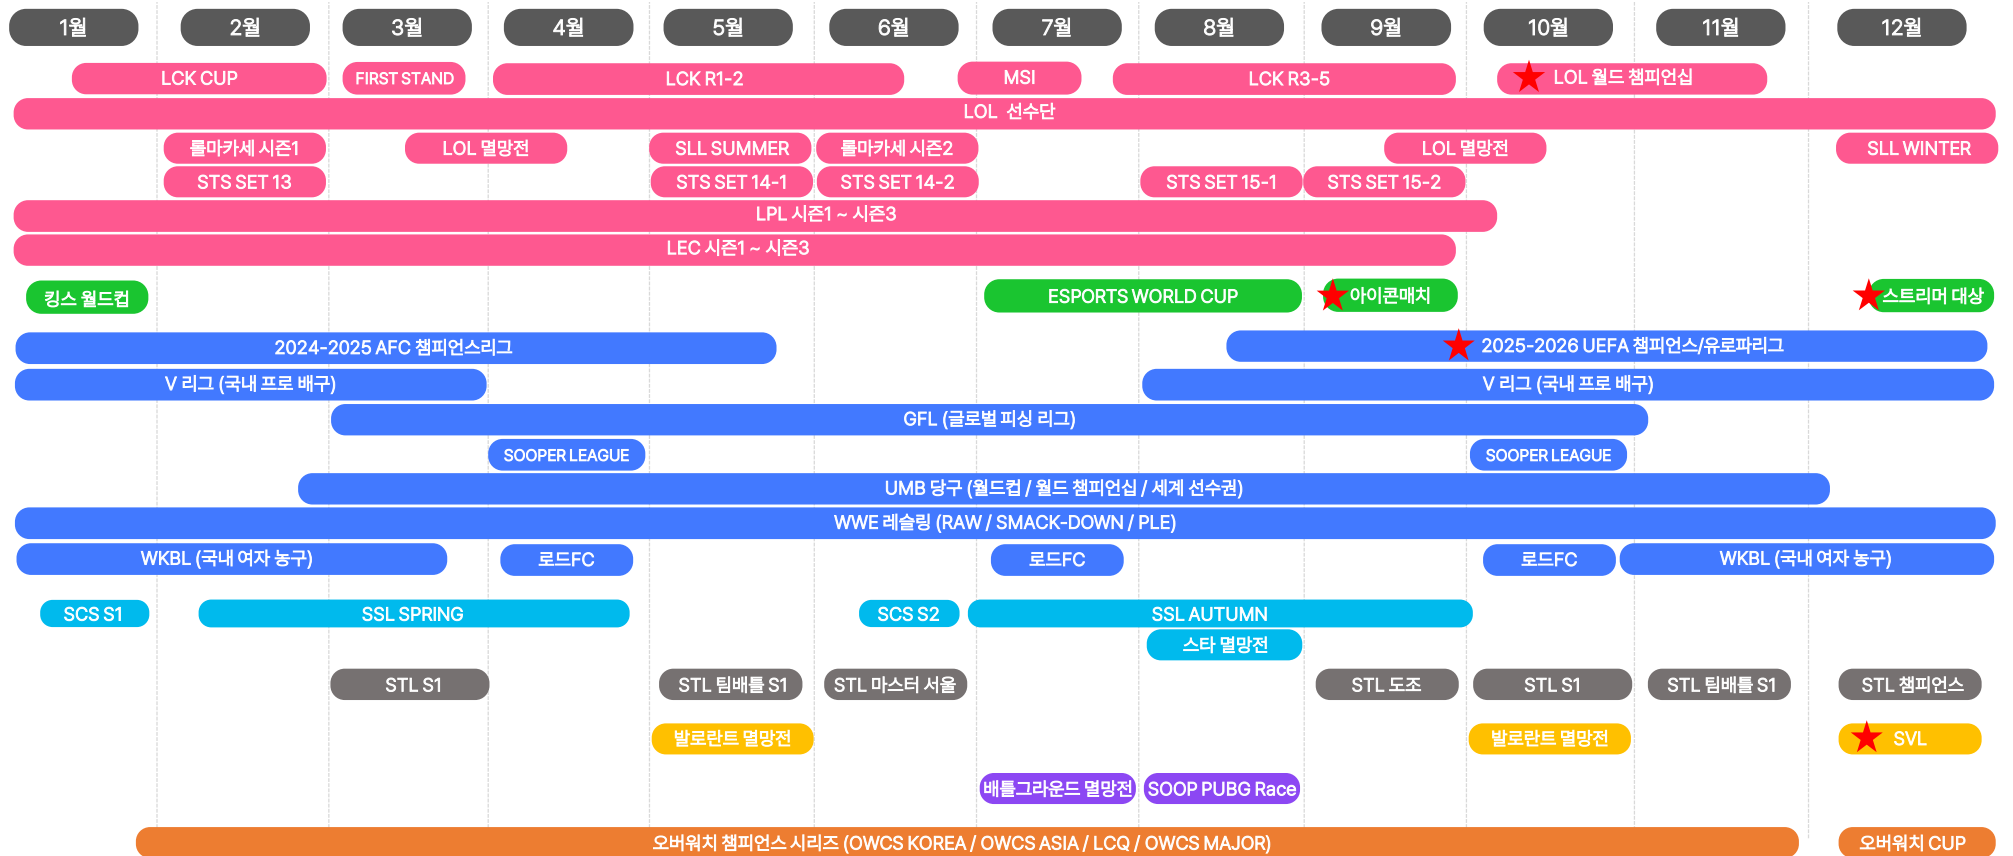 1월 2월 3월 4월 5월 6월 7월 8월 9월 10월 11월 12월
LCK CUP FIRST STAND LCK R1-2 MSI LCK R3-5 LOL 월드 챔피언십
LOL 선수단
롤마카세 시즌1 LOL 멸망전 SLL SUMMER 롤마카세 시즌2 LOL 멸망전 SLL WINTER
STS SET 13 STS SET 14-1 STS SET 14-2 STS SET 15-1 STS SET 15-2
LPL 시즌1 ~ 시즌3
LEC 시즌1 ~ 시즌3
킹스 월드컵 ESPORTS WORLD CUP 아이콘매치 스트리머 대상
2024-2025 AFC 챔피언스리그 2025-2026 UEFA 챔피언스/유로파리그
V 리그 (국내 프로 배구) V 리그 (국내 프로 배구)
GFL (글로벌 피싱 리그)
SOOPER LEAGUE SOOPER LEAGUE
UMB 당구 (월드컵 / 월드 챔피언십 / 세계 선수권)
WWE 레슬링 (RAW / SMACK-DOWN / PLE)
WKBL (국내 여자 농구) 로드FC 로드FC 로드FC WKBL (국내 여자 농구)
SCS S1 SSL SPRING SCS S2 SSL AUTUMN
스타 멸망전
STL S1 STL 팀배틀 S1 STL 마스터 서울 STL 도조 STL S1 STL 팀배틀 S1 STL 챔피언스
발로란트 멸망전 발로란트 멸망전 SVL
배틀그라운드 멸망전 SOOP PUBG Race
오버워치 챔피언스 시리즈 (OWCS KOREA / OWCS ASIA / LCQ / OWCS MAJOR) 오버워치 CUP